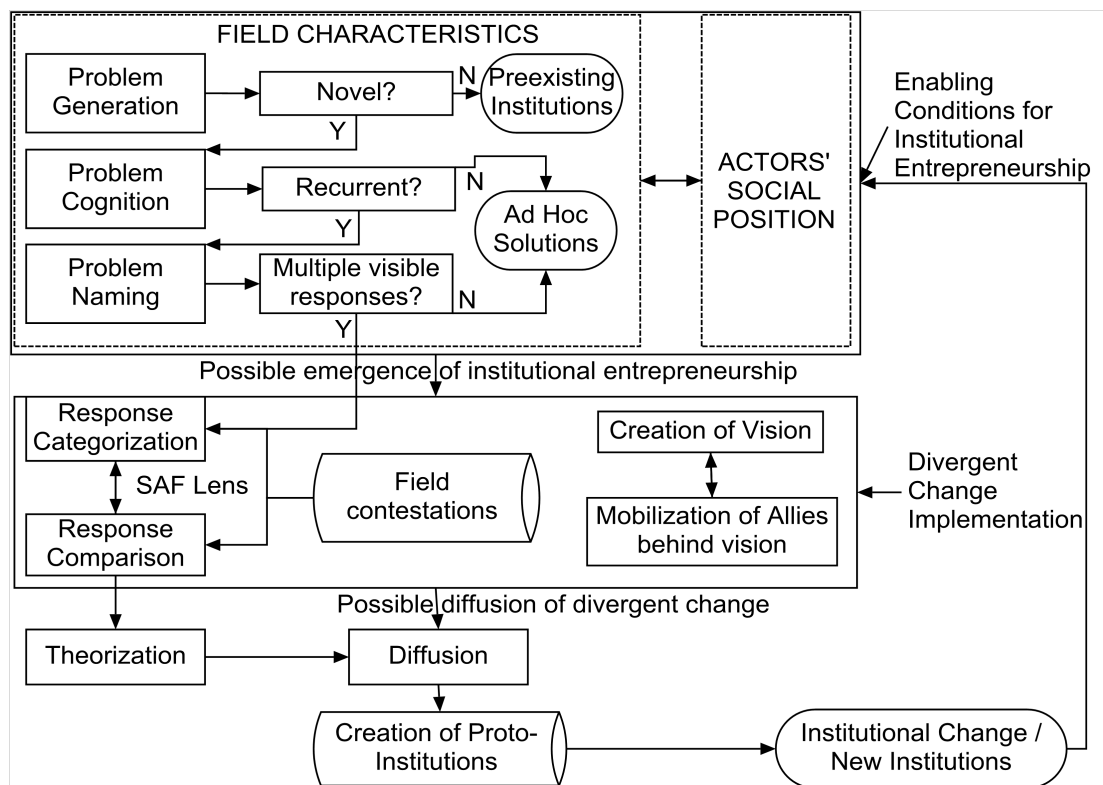 FIELD CHARACTERISTICS
Problem
Generation
Novel?
N
Preexisting
Institutions
Y
Problem
Cognition
Recurrent?
N
Ad Hoc
Solutions
Y
Problem
Naming
Multiple visible
responses?
N
Y
ACTORS'
SOCIAL
POSITION
Enabling
Conditions for
Institutional
Entrepreneurship
Possible emergence of institutional entrepreneurship
Response
Categorization
SAF Lens
Response
Comparison
Field
contestations
Creation of Vision
Mobilization of Allies
behind vision
Divergent
Change
Implementation
Possible diffusion of divergent change
Theorization
Diffusion
Creation of Proto-
Institutions
Institutional Change /
New Institutions